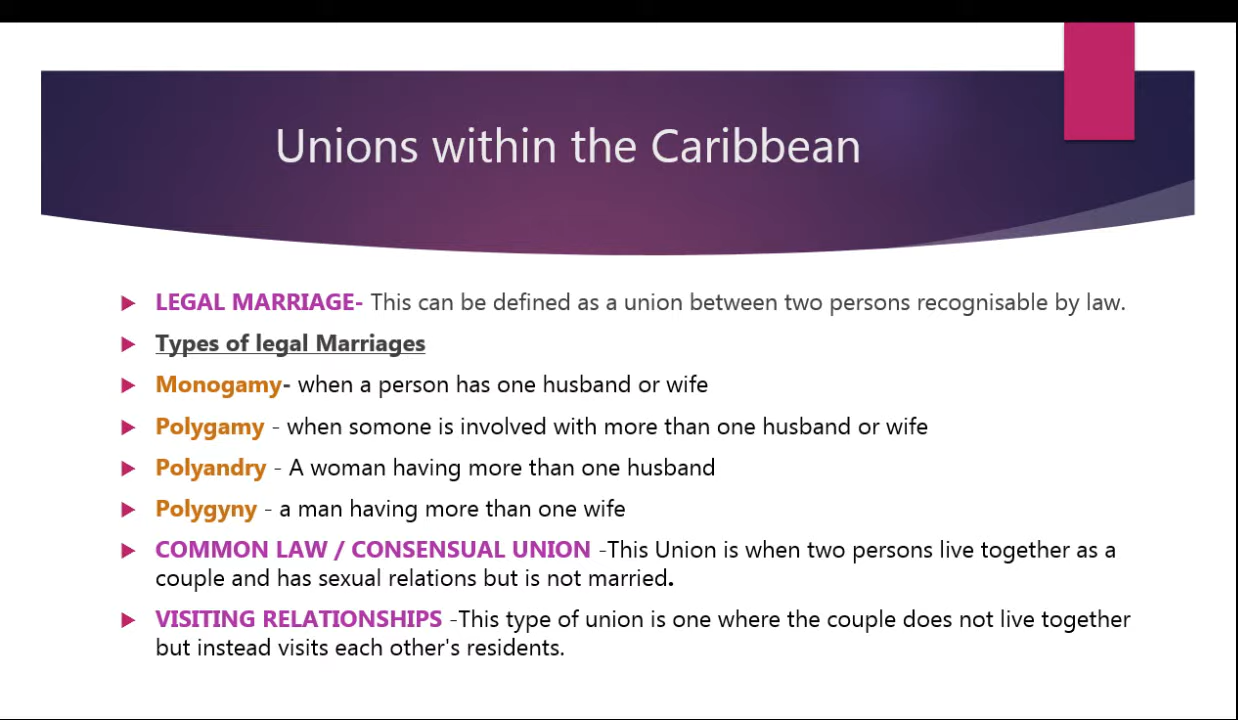 Unions within the Caribbean
LEGAL MARRIAGE- This can be defined as a union between two persons recognisable by law.
Types of legal Marriages
Monogamy- when a person has one husband or wife
Polygamy - when somone is involved with more than one husband or wife
Polyandry - A woman having more than one husband
Polygyny - a man having more than one wife
COMMON LAW / CONSENSUAL UNION -This Union is when two persons live together as a
couple and has sexual relations but is not married.
VISITING RELATIONSHIPS -This type of union is one where the couple does not live together
but instead visits each other's residents.